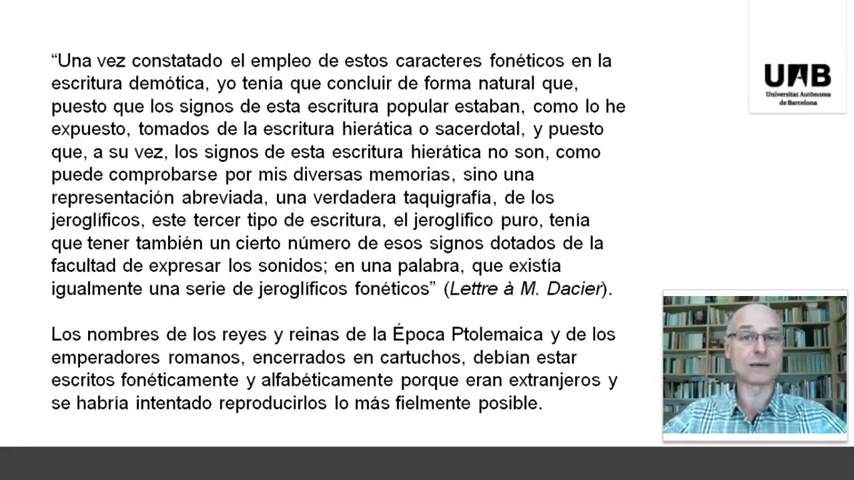 “Una vez constatado el empleo de estos caracteres fonéticos en la
escritura demótica, yo tenía que concluir de forma natural que,
puesto que los signos de esta escritura popular estaban, como lo he
expuesto, tomados de la escritura hierática o sacerdotal, y puesto
que, a su vez, los signos de esta escritura hierática no son, como
puede comprobarse por mis diversas memorias, sino una
representación abreviada, una verdadera taquigrafía, de los
jeroglíficos, este tercer tipo de escritura, el jeroglífico puro, tenía
que tener también un cierto número de esos signos dotados de la
facultad de expresar los sonidos; en una palabra, que existía
igualmente una serie de jeroglíficos fonéticos” (Lettre à M. Dacier).
Los nombres de los reyes y reinas de la Época Ptolemaica y de los
emperadores romanos, encerrados en cartuchos, debían estar
escritos fonéticamente y alfabéticamente porque eran extranjeros y
se habría intentado reproducirlos lo más fielmente posible.
UAB
Universitat Autònoma
de Barcelona